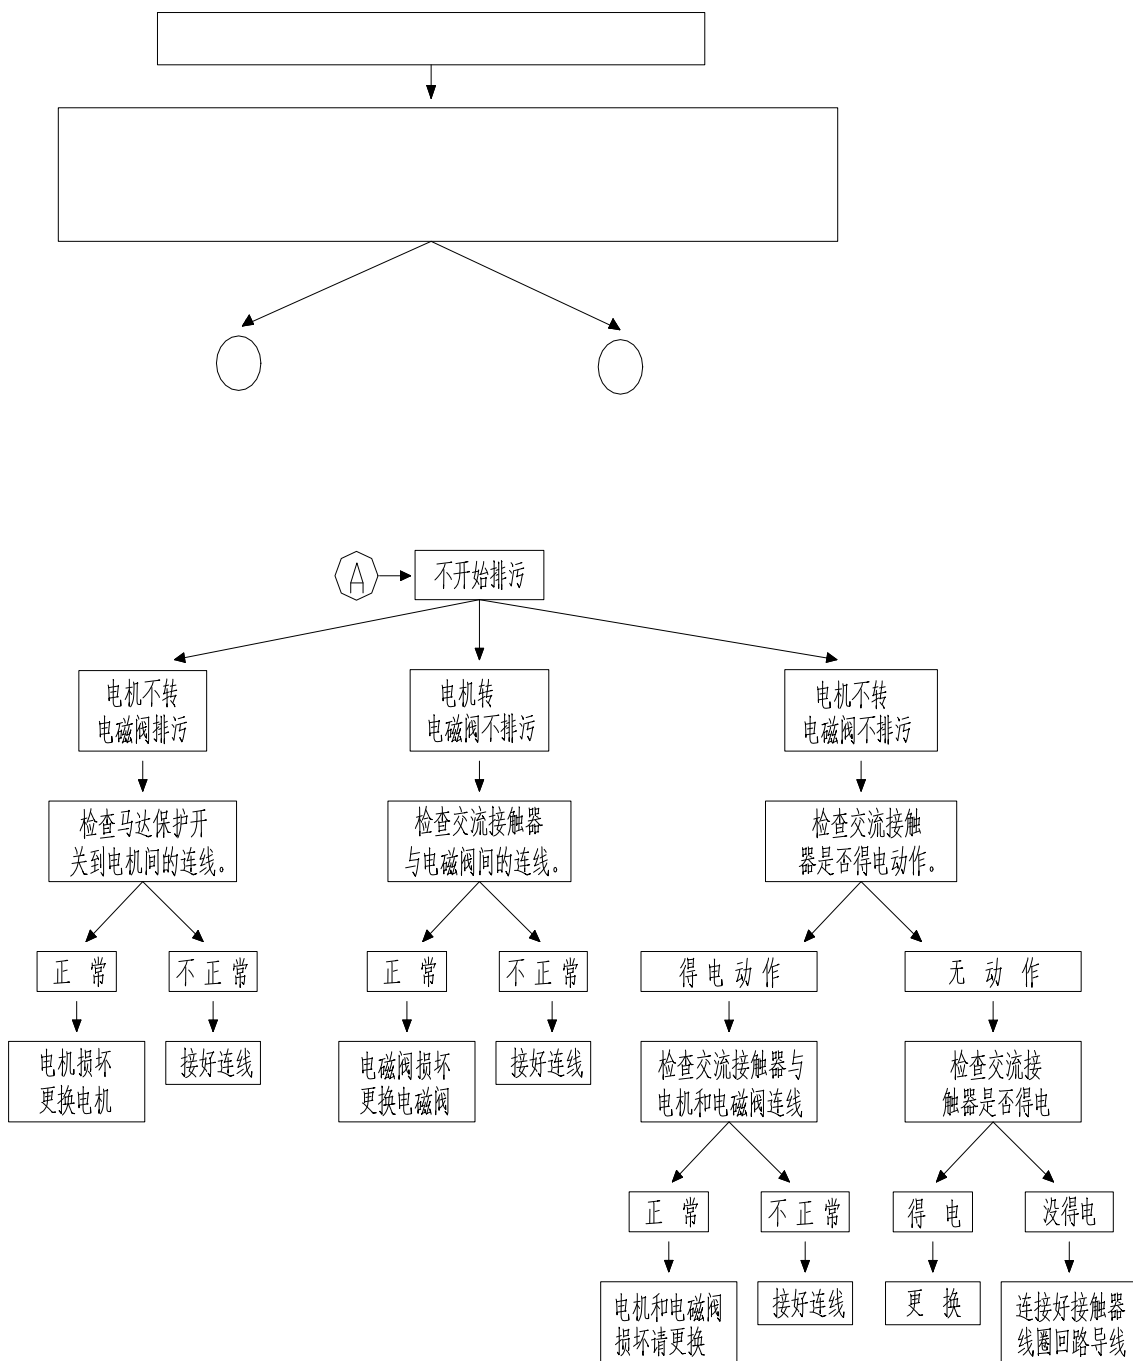 A
不开始排污
电机不转
电磁阀排污
电机转
电磁阀不排污
电机不转
电磁阀不排污
检查马达保护开
关到电机间的连线。
检查交流接触器
与电磁阀间的连线。
检查交流接触
器是否得电动作。
正常
不正常
正常
不正常
得电动作
无动作
电机损坏
更换电机
接好连线
电磁阀损坏
更换电磁阀
接好连线
检查交流接触器与
电机和电磁阀连线
检查交流接
触器是否得电
正常
不正常
得电
没得电
电机和电磁阀
损坏请更换
接好连线
更换
连接好接触器
线圈回路导线